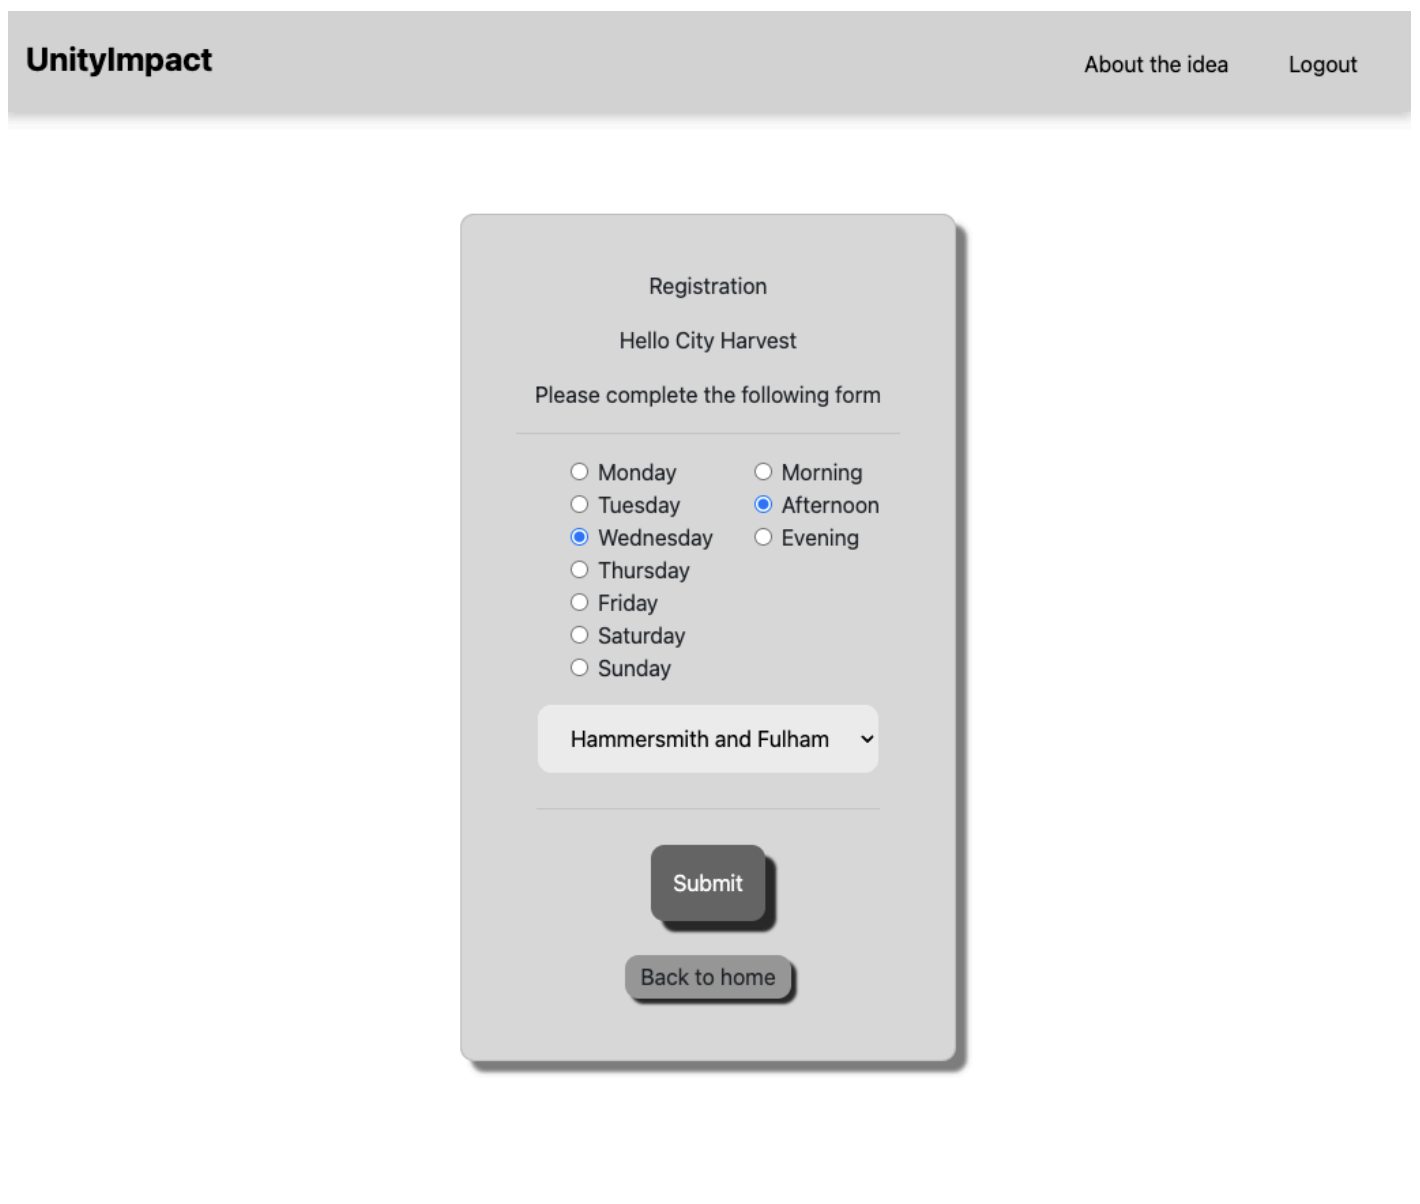 UnityImpact
About the idea
Logout
Registration
Hello City Harvest
Please complete the following form
Monday
Tuesday
Wednesday
Thursday
Friday
Saturday
Sunday
Morning
Afternoon
Evening
Hammersmith and Fulham
Submit
Back to home